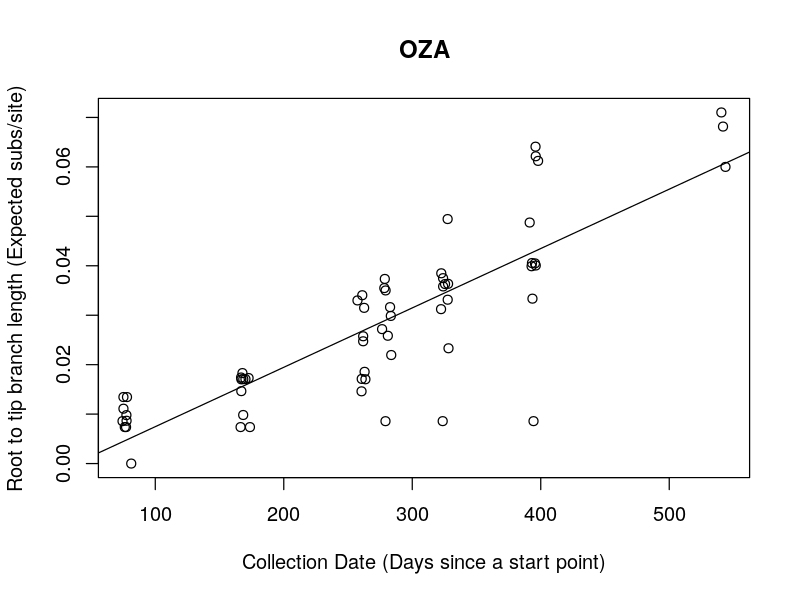 OZA
Root to tip branch length (Expected subs/site)
0.06
0.04
0.02
0.00
100 200 300 400 500
Collection Date (Days since a start point)